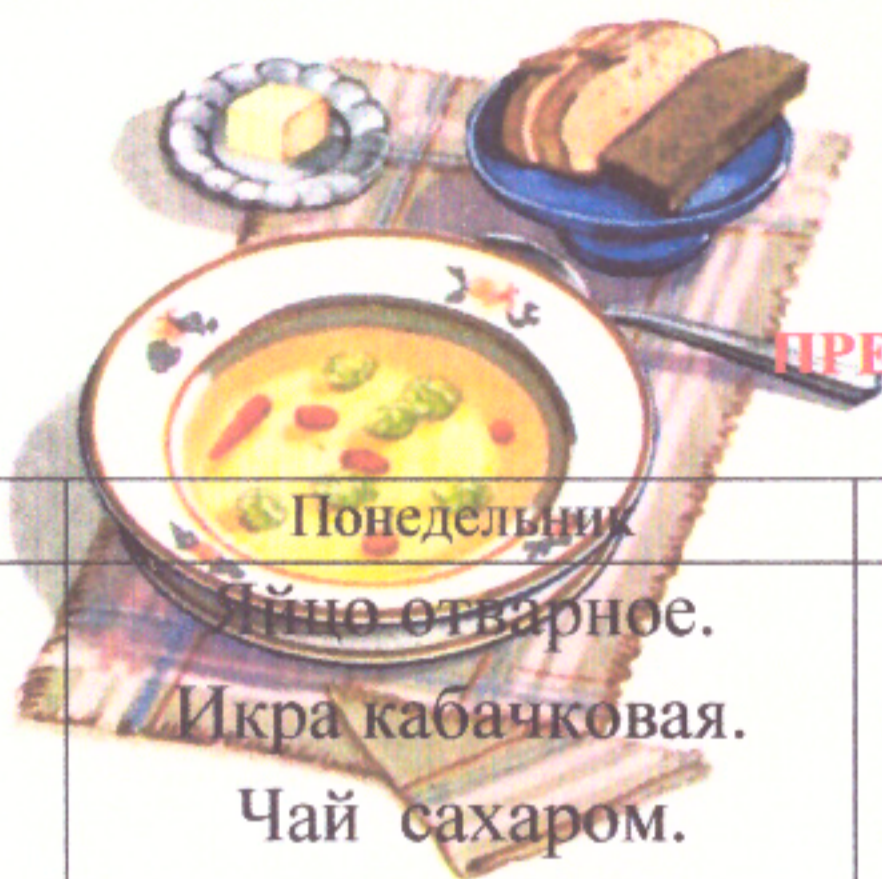 ПРЕ
Понедельник
Яйцо отварное.
Икра кабачковая.
Чай сахаром.